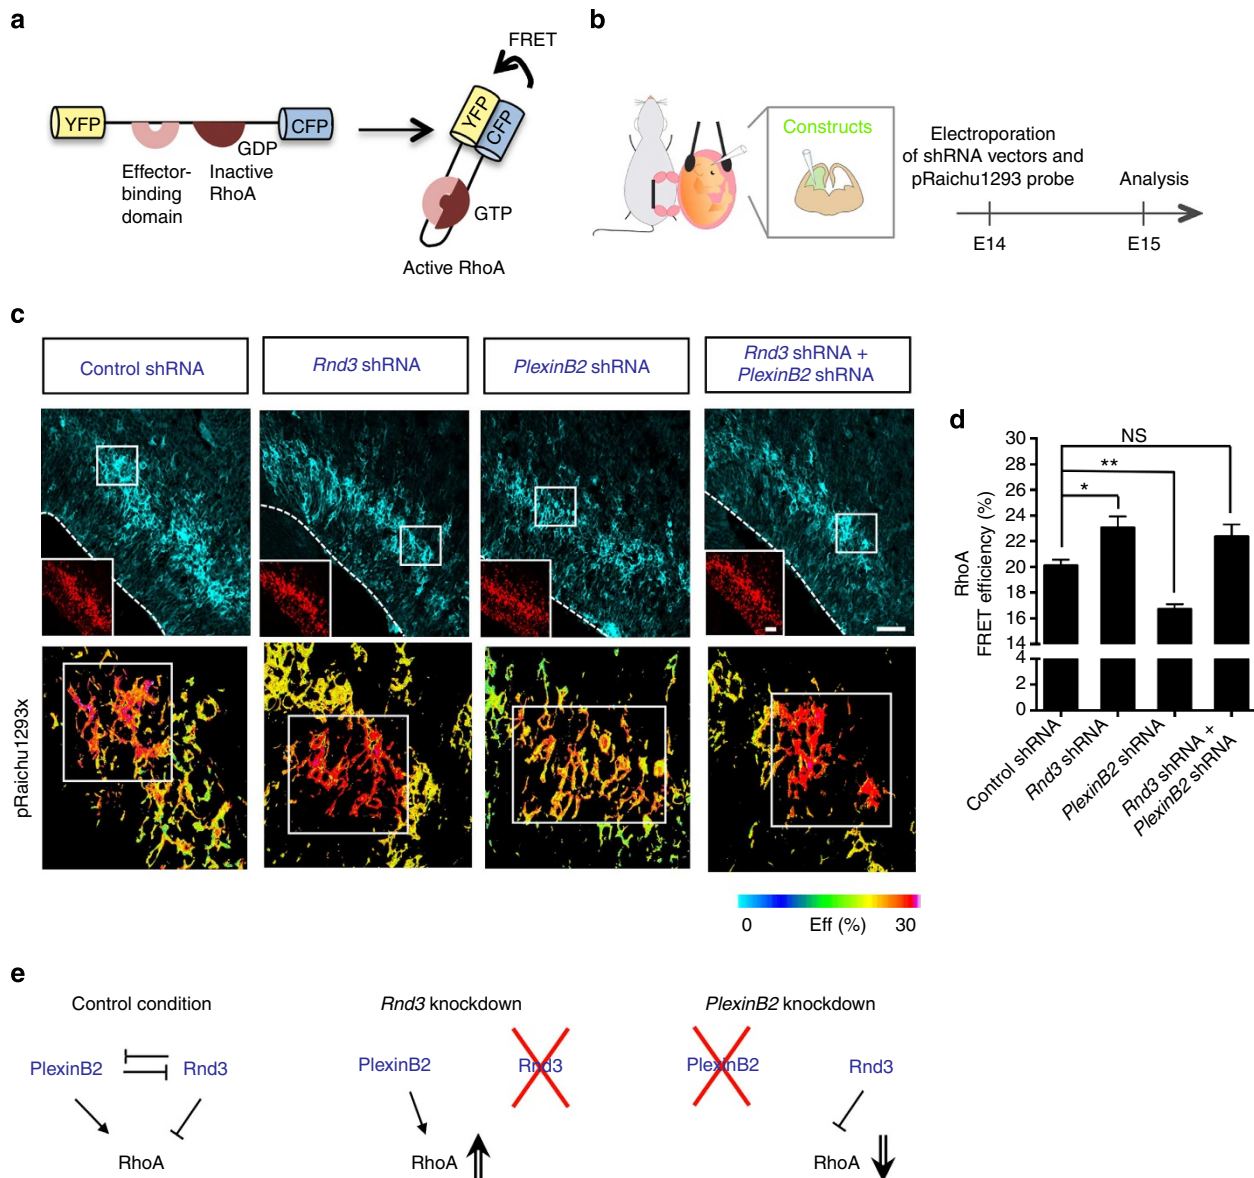 a
FRET
YFP
CFP
GDP
Effector-
binding
domain
Inactive
RhoA
YFP
CFP
GTP
Active RhoA
b
Constructs
Electroporation
of shRNA vectors and
pRaichu1293 probe
Analysis
E14
E15
c
Control shRNA
Rnd3 shRNA
PlexinB2 shRNA
Rnd3 shRNA +
PlexinB2 shRNA
pRaichu1293x
0
Eff (%)
30
d
RhoA
FRET efficiency (%)
30
28
26
24
22
20
18
16
14
4
2
0
NS
**
*
Control shRNA
Rnd3 shRNA
PlexinB2 shRNA
Rnd3 shRNA +
PlexinB2 shRNA
e
Control condition
PlexinB2
Rnd3
RhoA
Rnd3 knockdown
PlexinB2
Rnd3
RhoA
PlexinB2 knockdown
PlexinB2
Rnd3
RhoA